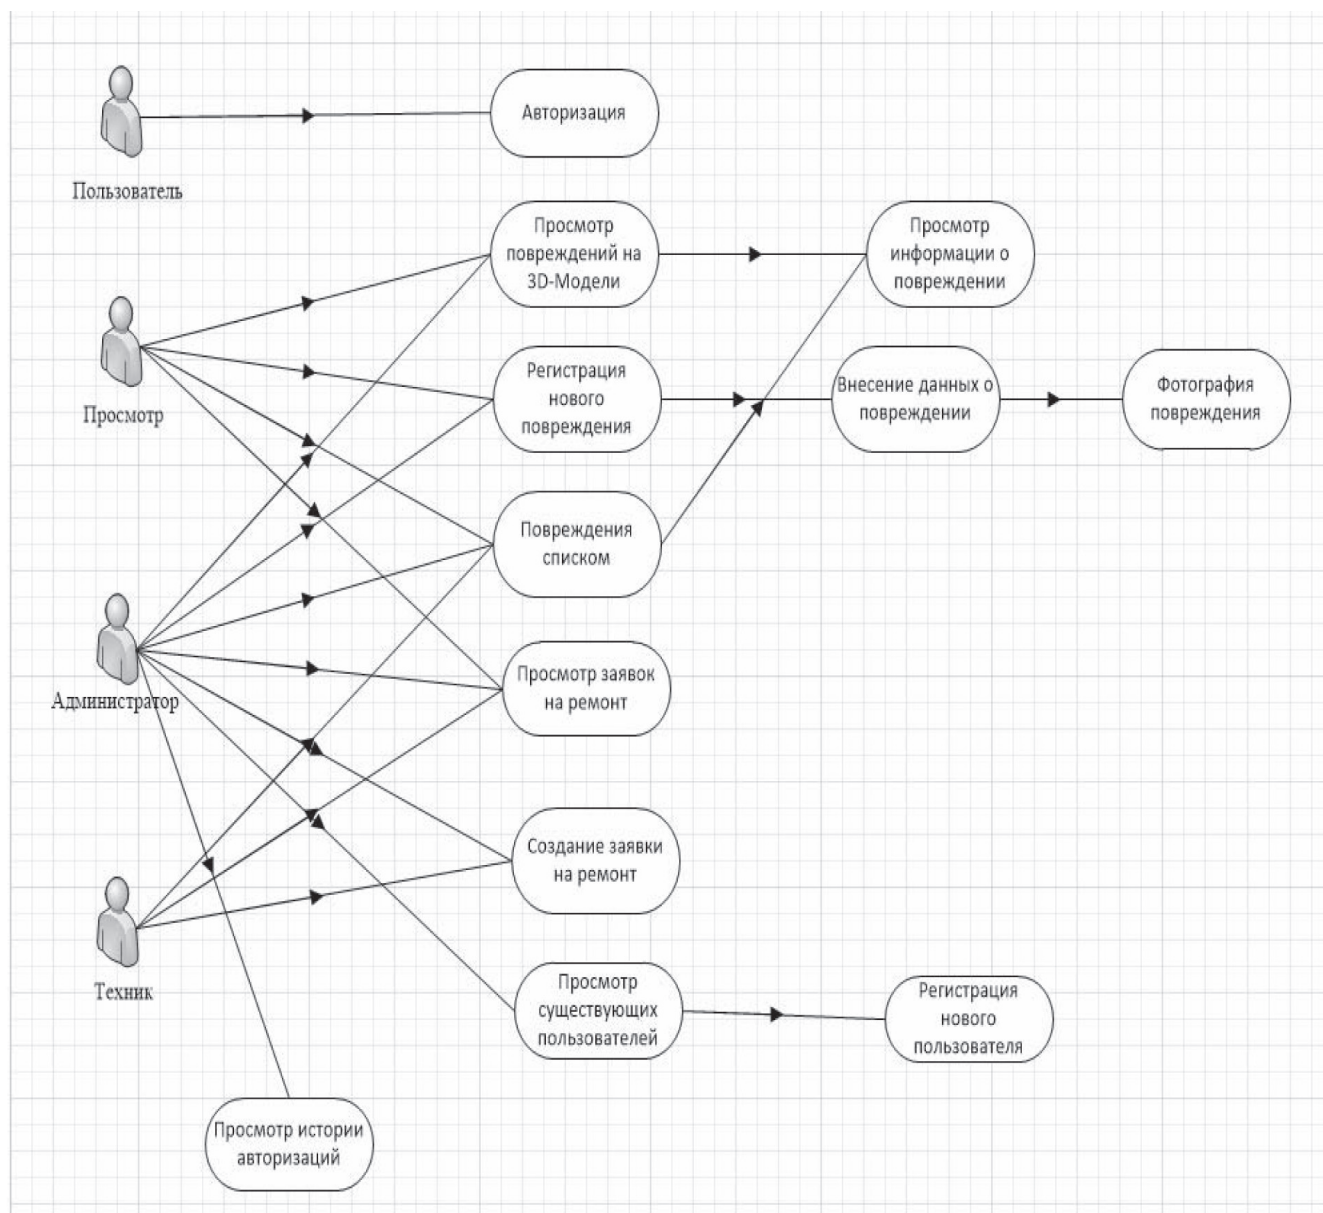 Авторизация
Пользователь
Просмотр
повреждений на
3D-Модели
Просмотр
информации о
повреждении
Просмотр
Регистрация
нового
повреждения
Внесение данных о
повреждении
Фотография
повреждения
Повреждения
списком
Администратор
Просмотр заявок
на ремонт
Создание заявки
на ремонт
Техник
Просмотр
существующих
пользователей
Регистрация
нового
пользователя
Просмотр истории
авторизаций